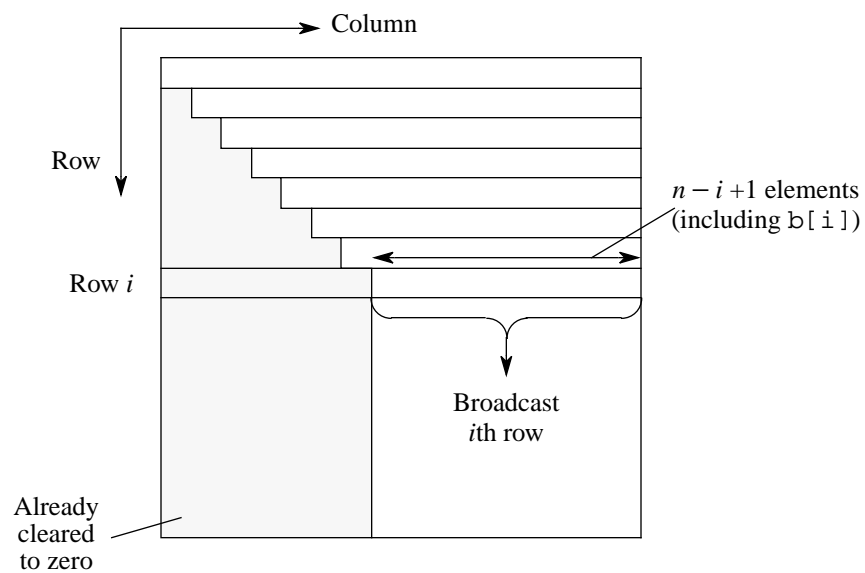 Column
Row
n − i +1 elements
(including b[i])
Row i
Broadcast
ith row
Already
cleared
to zero